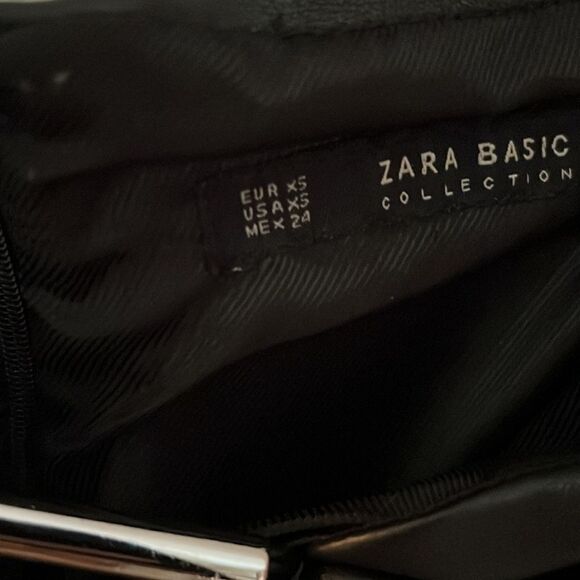 EUR XS
USA XS
MEX 24
ZARA BASIC
COLLECTION